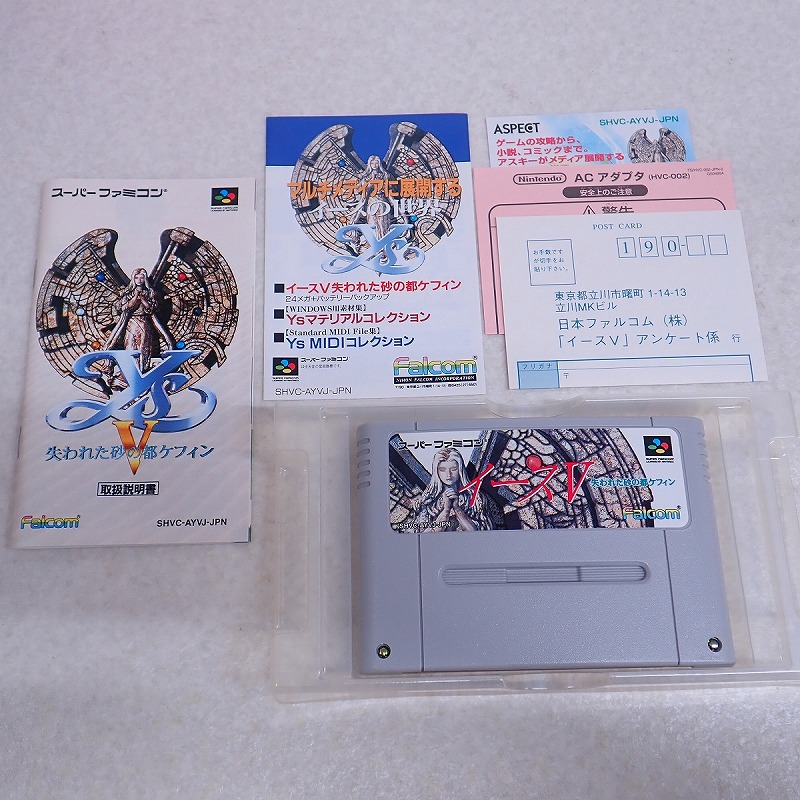 スーパーファミコン
Ys
V
失われた砂の都ケフィン
取扱説明書
Falcom
SHVC-AYVJ-JPN
マルチメディアに展開する
イースの世界
Ys
■イースV失われた砂の都ケフィン
24メガ+バッテリーバックアップ
【WINDOWS用素材集】
■Ysマテリアルコレクション
【Standard MIDI File集】
■Ys MIDIコレクション
スーパーファミコン
Falcom
NIHON FALCOM INCORPORATION
SHVC-AYVJ-JPN
ASPECT
SHVC-AYVJ-JPN
ゲームの攻略から、
小説、コミックまで。
アスキーがメディア展開する
Nintendo ACアダプタ (HVC-002)
安全上のご注意
警告
POST CARD
お手数です
が切手をお
貼り下さい。
190-
東京都立川市曙町 1-14-13
立川MKビル
日本ファルコム (株)
「イースV」アンケート係 行
フリガナ
〒
スーパーファミコン
イースV
失われた砂の都ケフィン
SHVC-AYVJ-JPN
Falcom